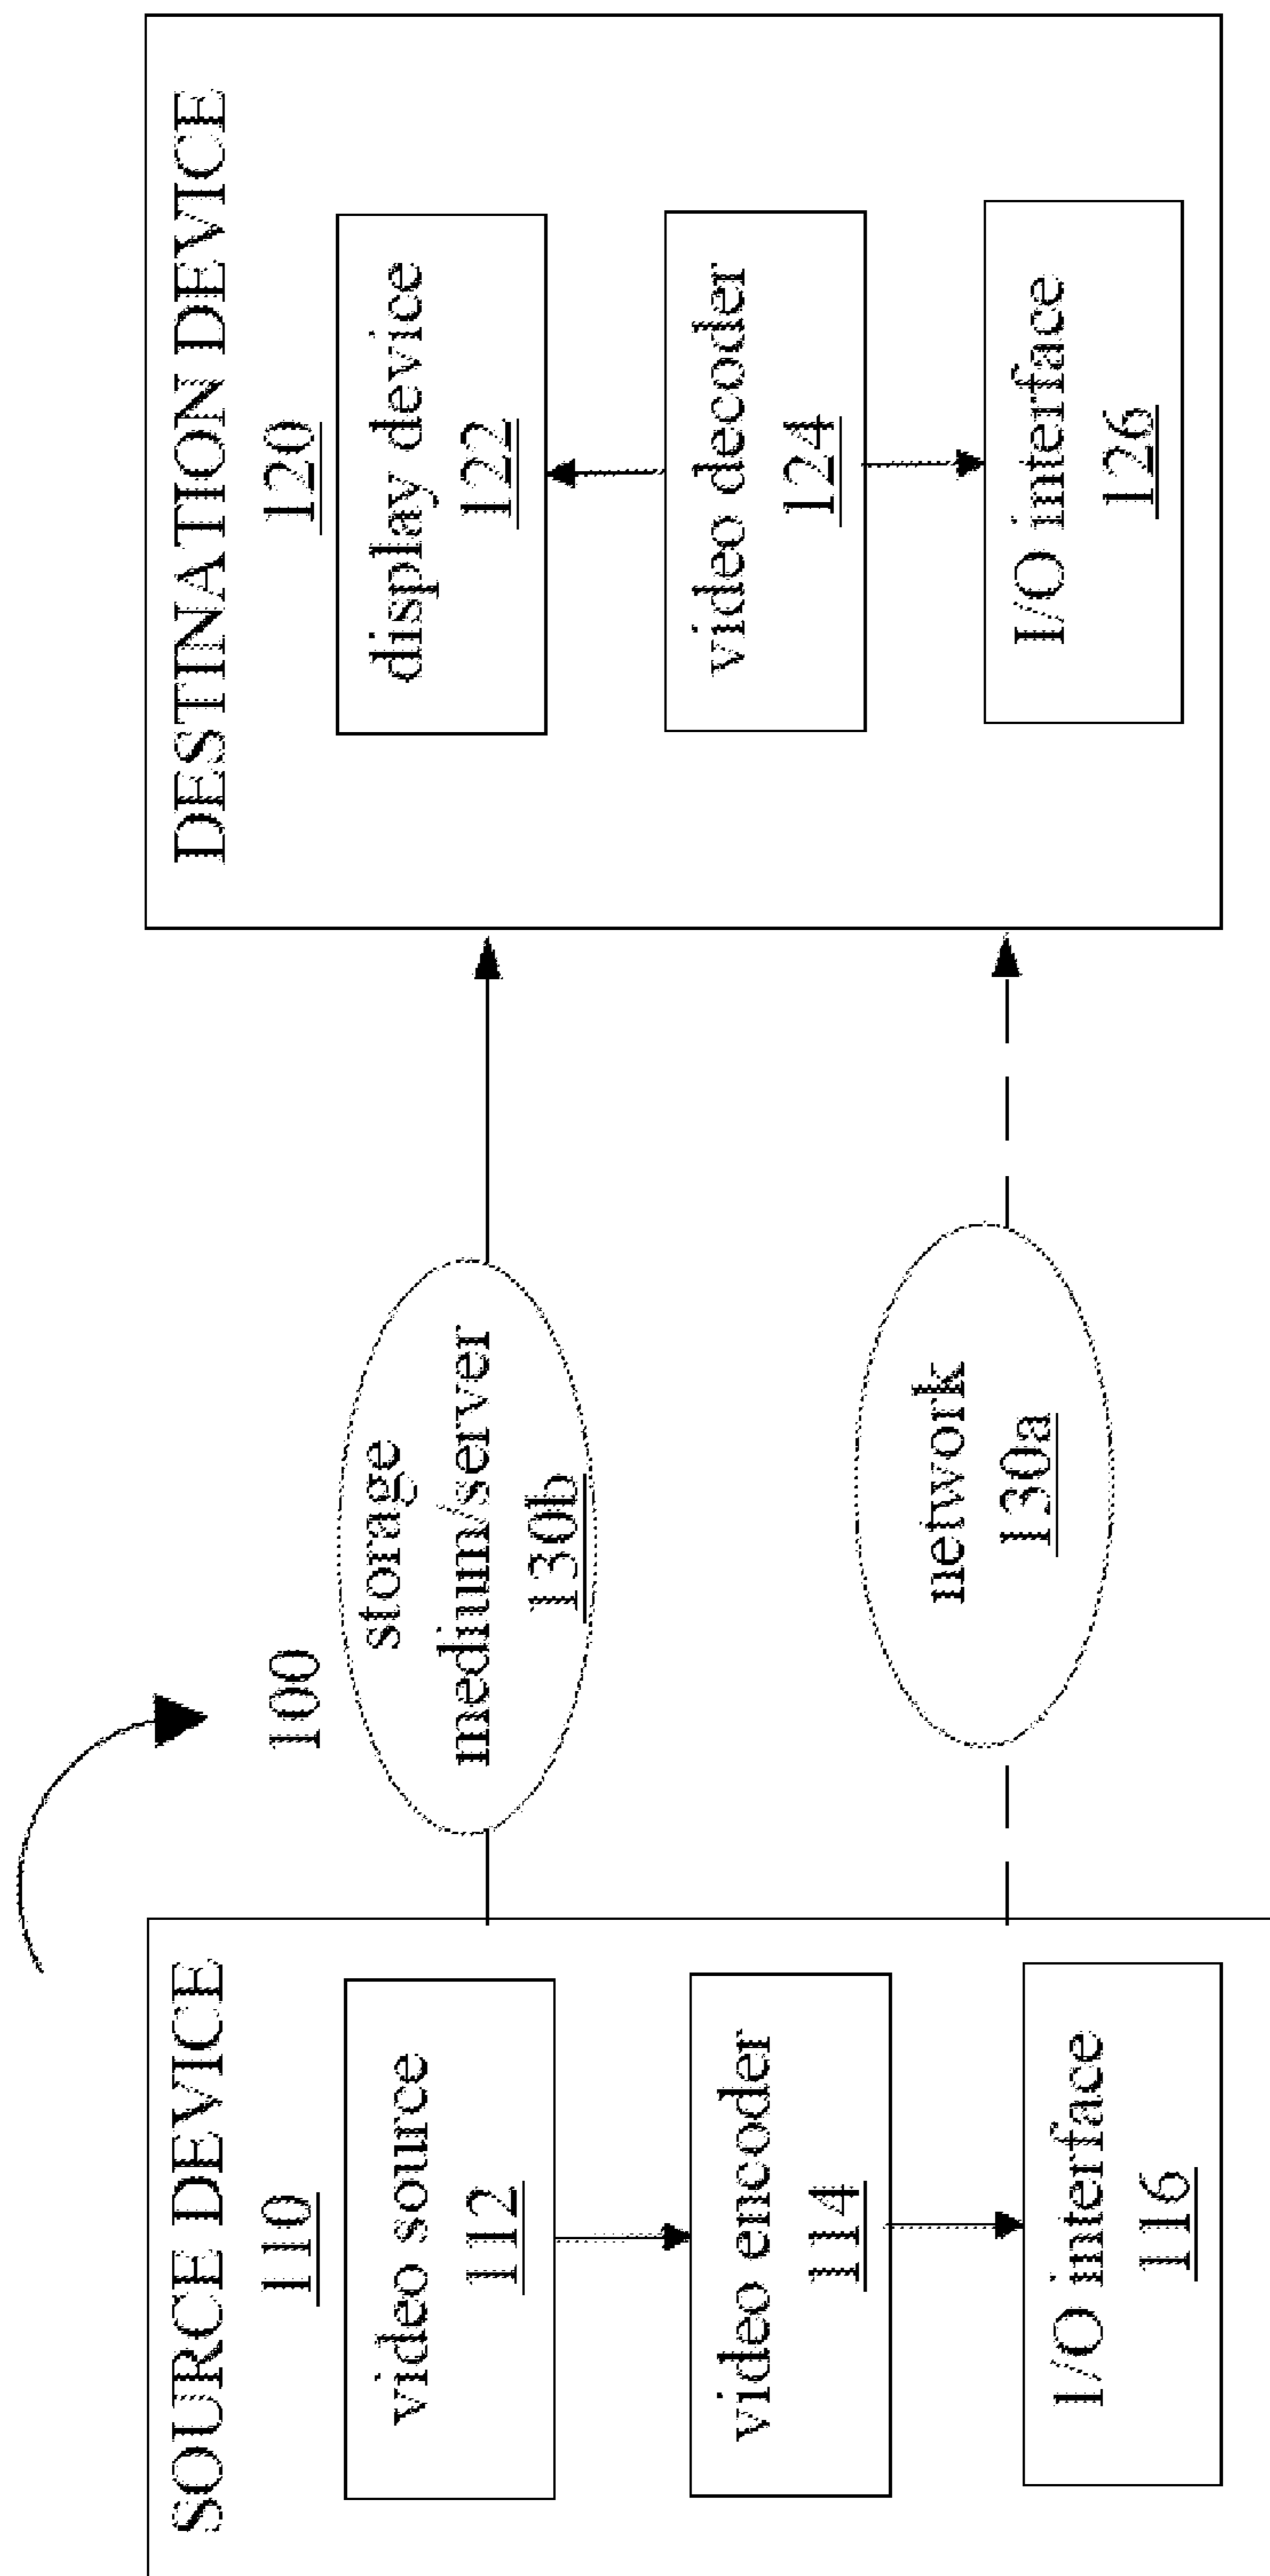 100
SOURCE DEVICE
110
video source
112
video encoder
114
I/O interface
116
storage
medium/server
130b
network
130a
DESTINATION DEVICE
120
display device
122
video decoder
124
I/O interface
126